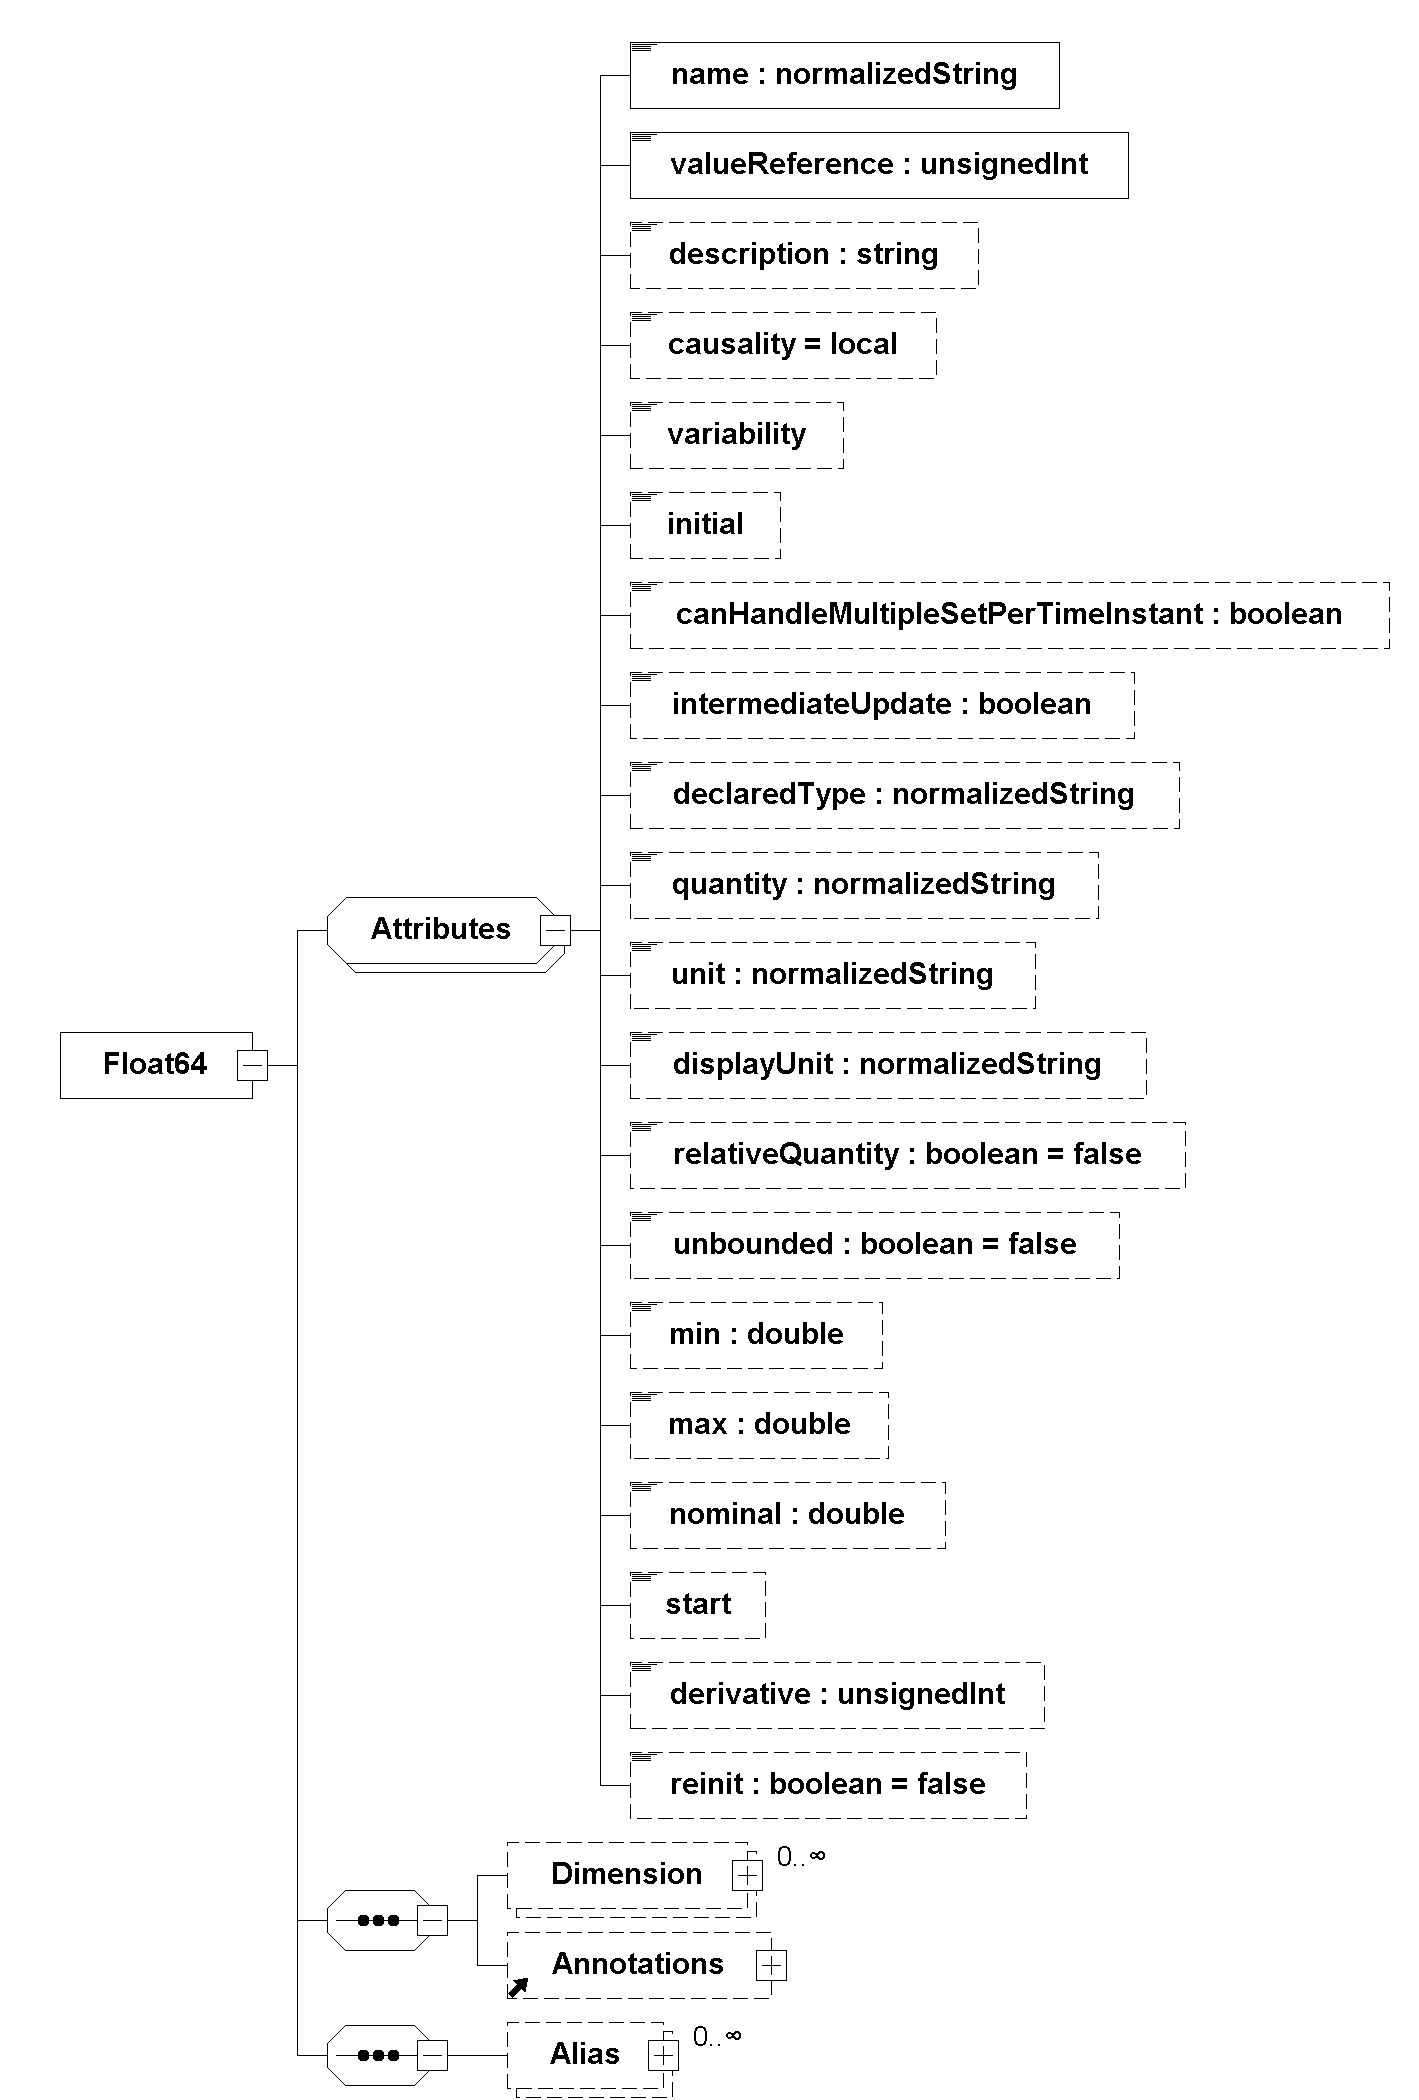 name : normalizedString
valueReference : unsignedInt
description : string
causality = local
variability
initial
canHandleMultipleSetPerTimeInstant : boolean
intermediateUpdate : boolean
declaredType : normalizedString
quantity : normalizedString
Attributes
unit : normalizedString
Float64
displayUnit : normalizedString
relativeQuantity : boolean = false
unbounded : boolean = false
min : double
max : double
nominal : double
start
derivative : unsignedInt
reinit : boolean = false
Dimension
0..∞
Annotations
Alias
0..∞